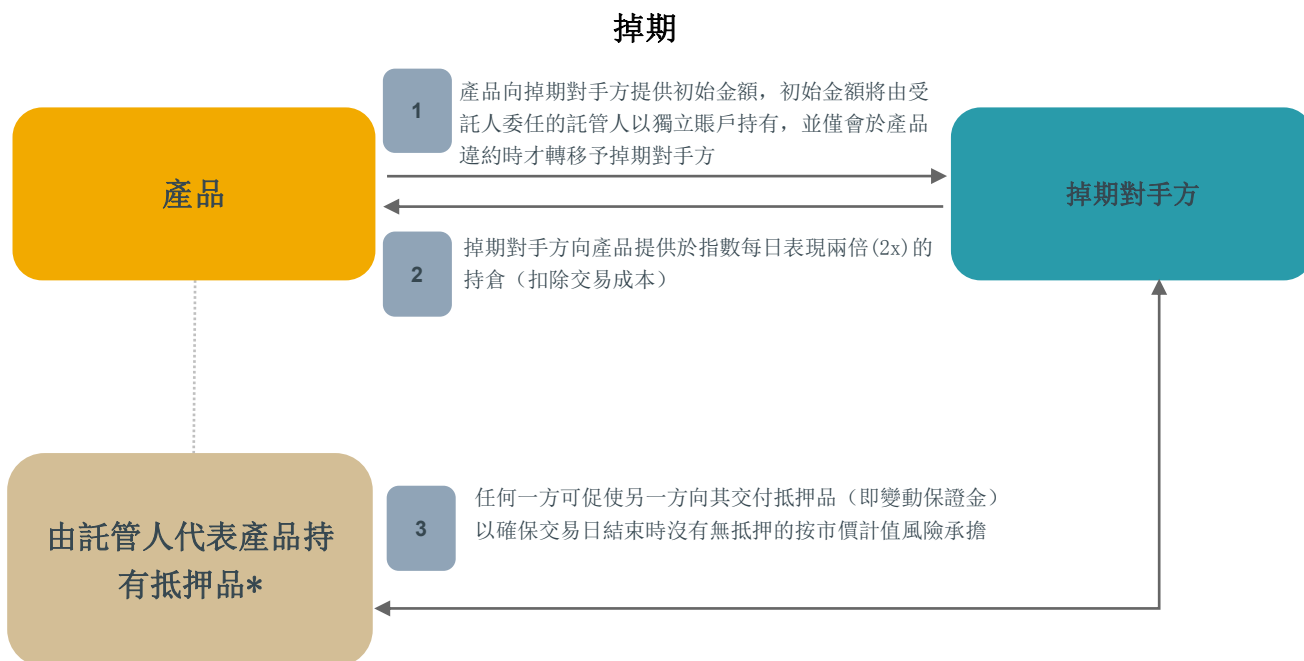 掉期
1
產品向掉期對手方提供初始金額，初始金額將由受
託人委任的託管人以獨立賬戶持有，並僅會於產品
違約時才轉移予掉期對手方
產品
掉期對手方
2
掉期對手方向產品提供於指數每日表現兩倍(2x)的
持倉（扣除交易成本）
3
任何一方可促使另一方向其交付抵押品（即變動保證金）
以確保交易日結束時沒有無抵押的按市價計值風險承擔
由託管人代表產品持
有抵押品*